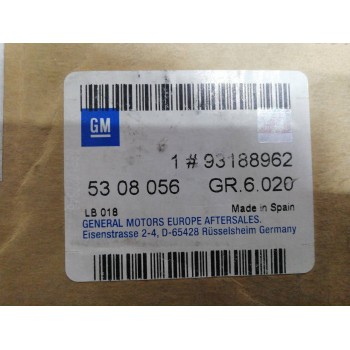 GM
1 # 93188962
53 08 056 GR.6.020
LB 018 Made in Spain
GENERAL MOTORS EUROPE AFTERSALES.
Eisenstrasse 2-4, D-65428 Rüsselsheim Germany